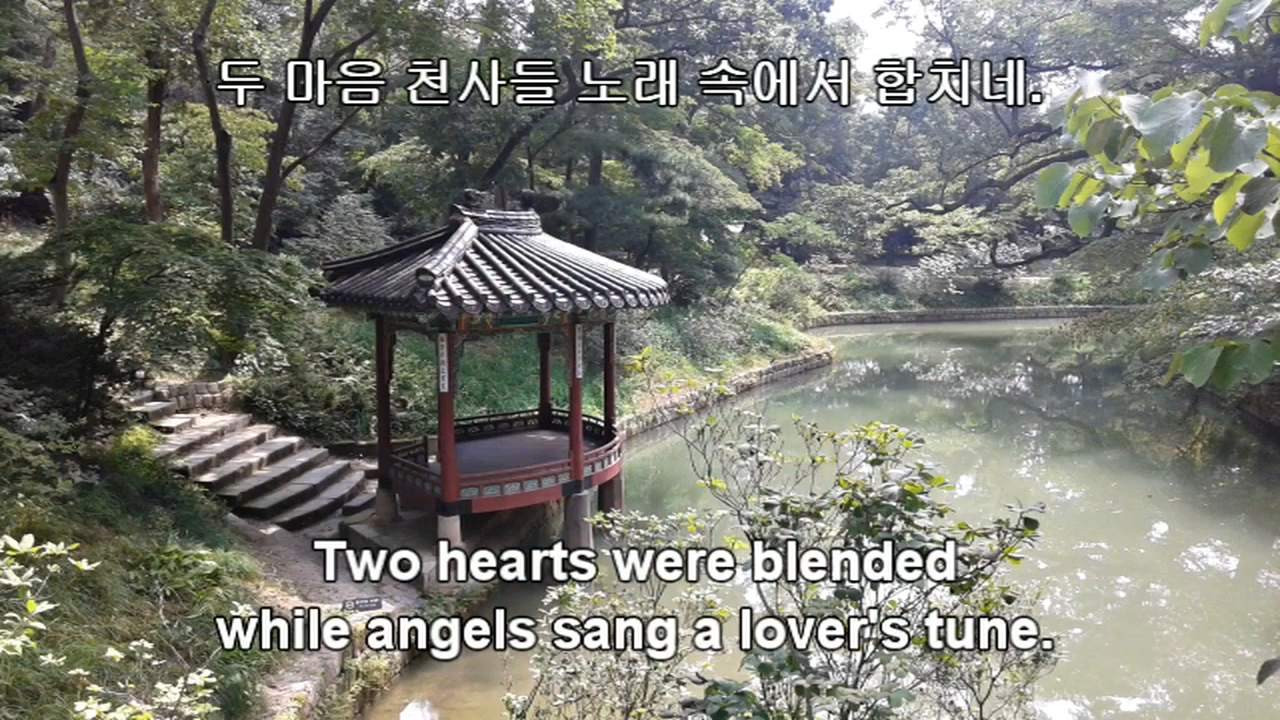 두 마음 천사들 노래 속에서 합치네.
Two hearts were blended
while angels sang a lover's tune.